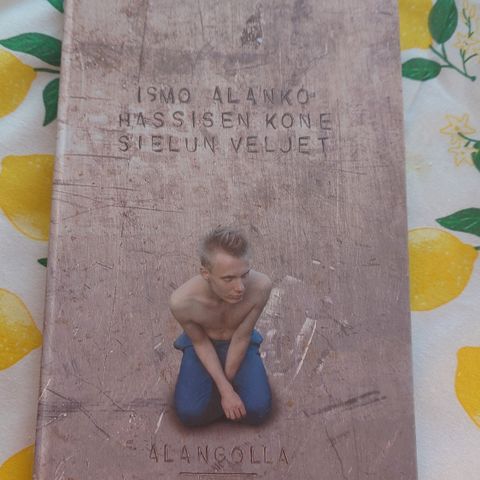 ISMO ALANKO
HASSISEN KONE
SIELUN VELJET
ALANGOLLA